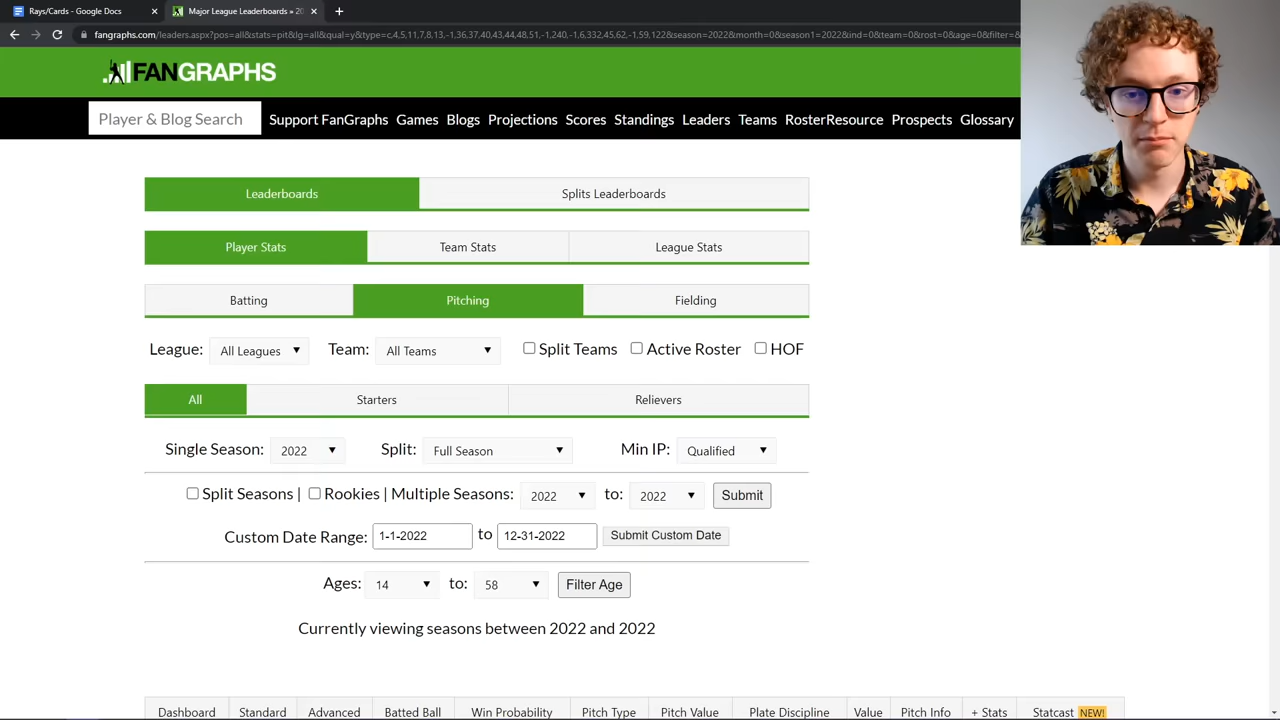 Rays/Cards - Google Docs × Major League Leaderboards » 20 × +
fangraphs.com/leaders.aspx?pos=all&stats=pit&lg=all&qual=y&type=c,4,5,11,7,8,13,-1,36,37,40,43,44,48,51,-1,240,-1,6,332,45,62,-1,59,122&season=2022&month=0&season1=2022&ind=0&team=0&rost=0&age=0&filter=&
FANGRAPHS
Player & Blog Search Support FanGraphs Games Blogs Projections Scores Standings Leaders Teams RosterResource Prospects Glossary
Leaderboards Splits Leaderboards
Player Stats Team Stats League Stats
Batting Pitching Fielding
League: All Leagues Team: All Teams Split Teams Active Roster HOF
All Starters Relievers
Single Season: 2022 Split: Full Season Min IP: Qualified
Split Seasons | Rookies | Multiple Seasons: 2022 to: 2022 Submit
Custom Date Range: 1-1-2022 to 12-31-2022 Submit Custom Date
Ages: 14 to: 58 Filter Age
Currently viewing seasons between 2022 and 2022
Dashboard Standard Advanced Batted Ball Win Probability Pitch Type Pitch Value Plate Discipline Value Pitch Info + Stats Statcast NEW!